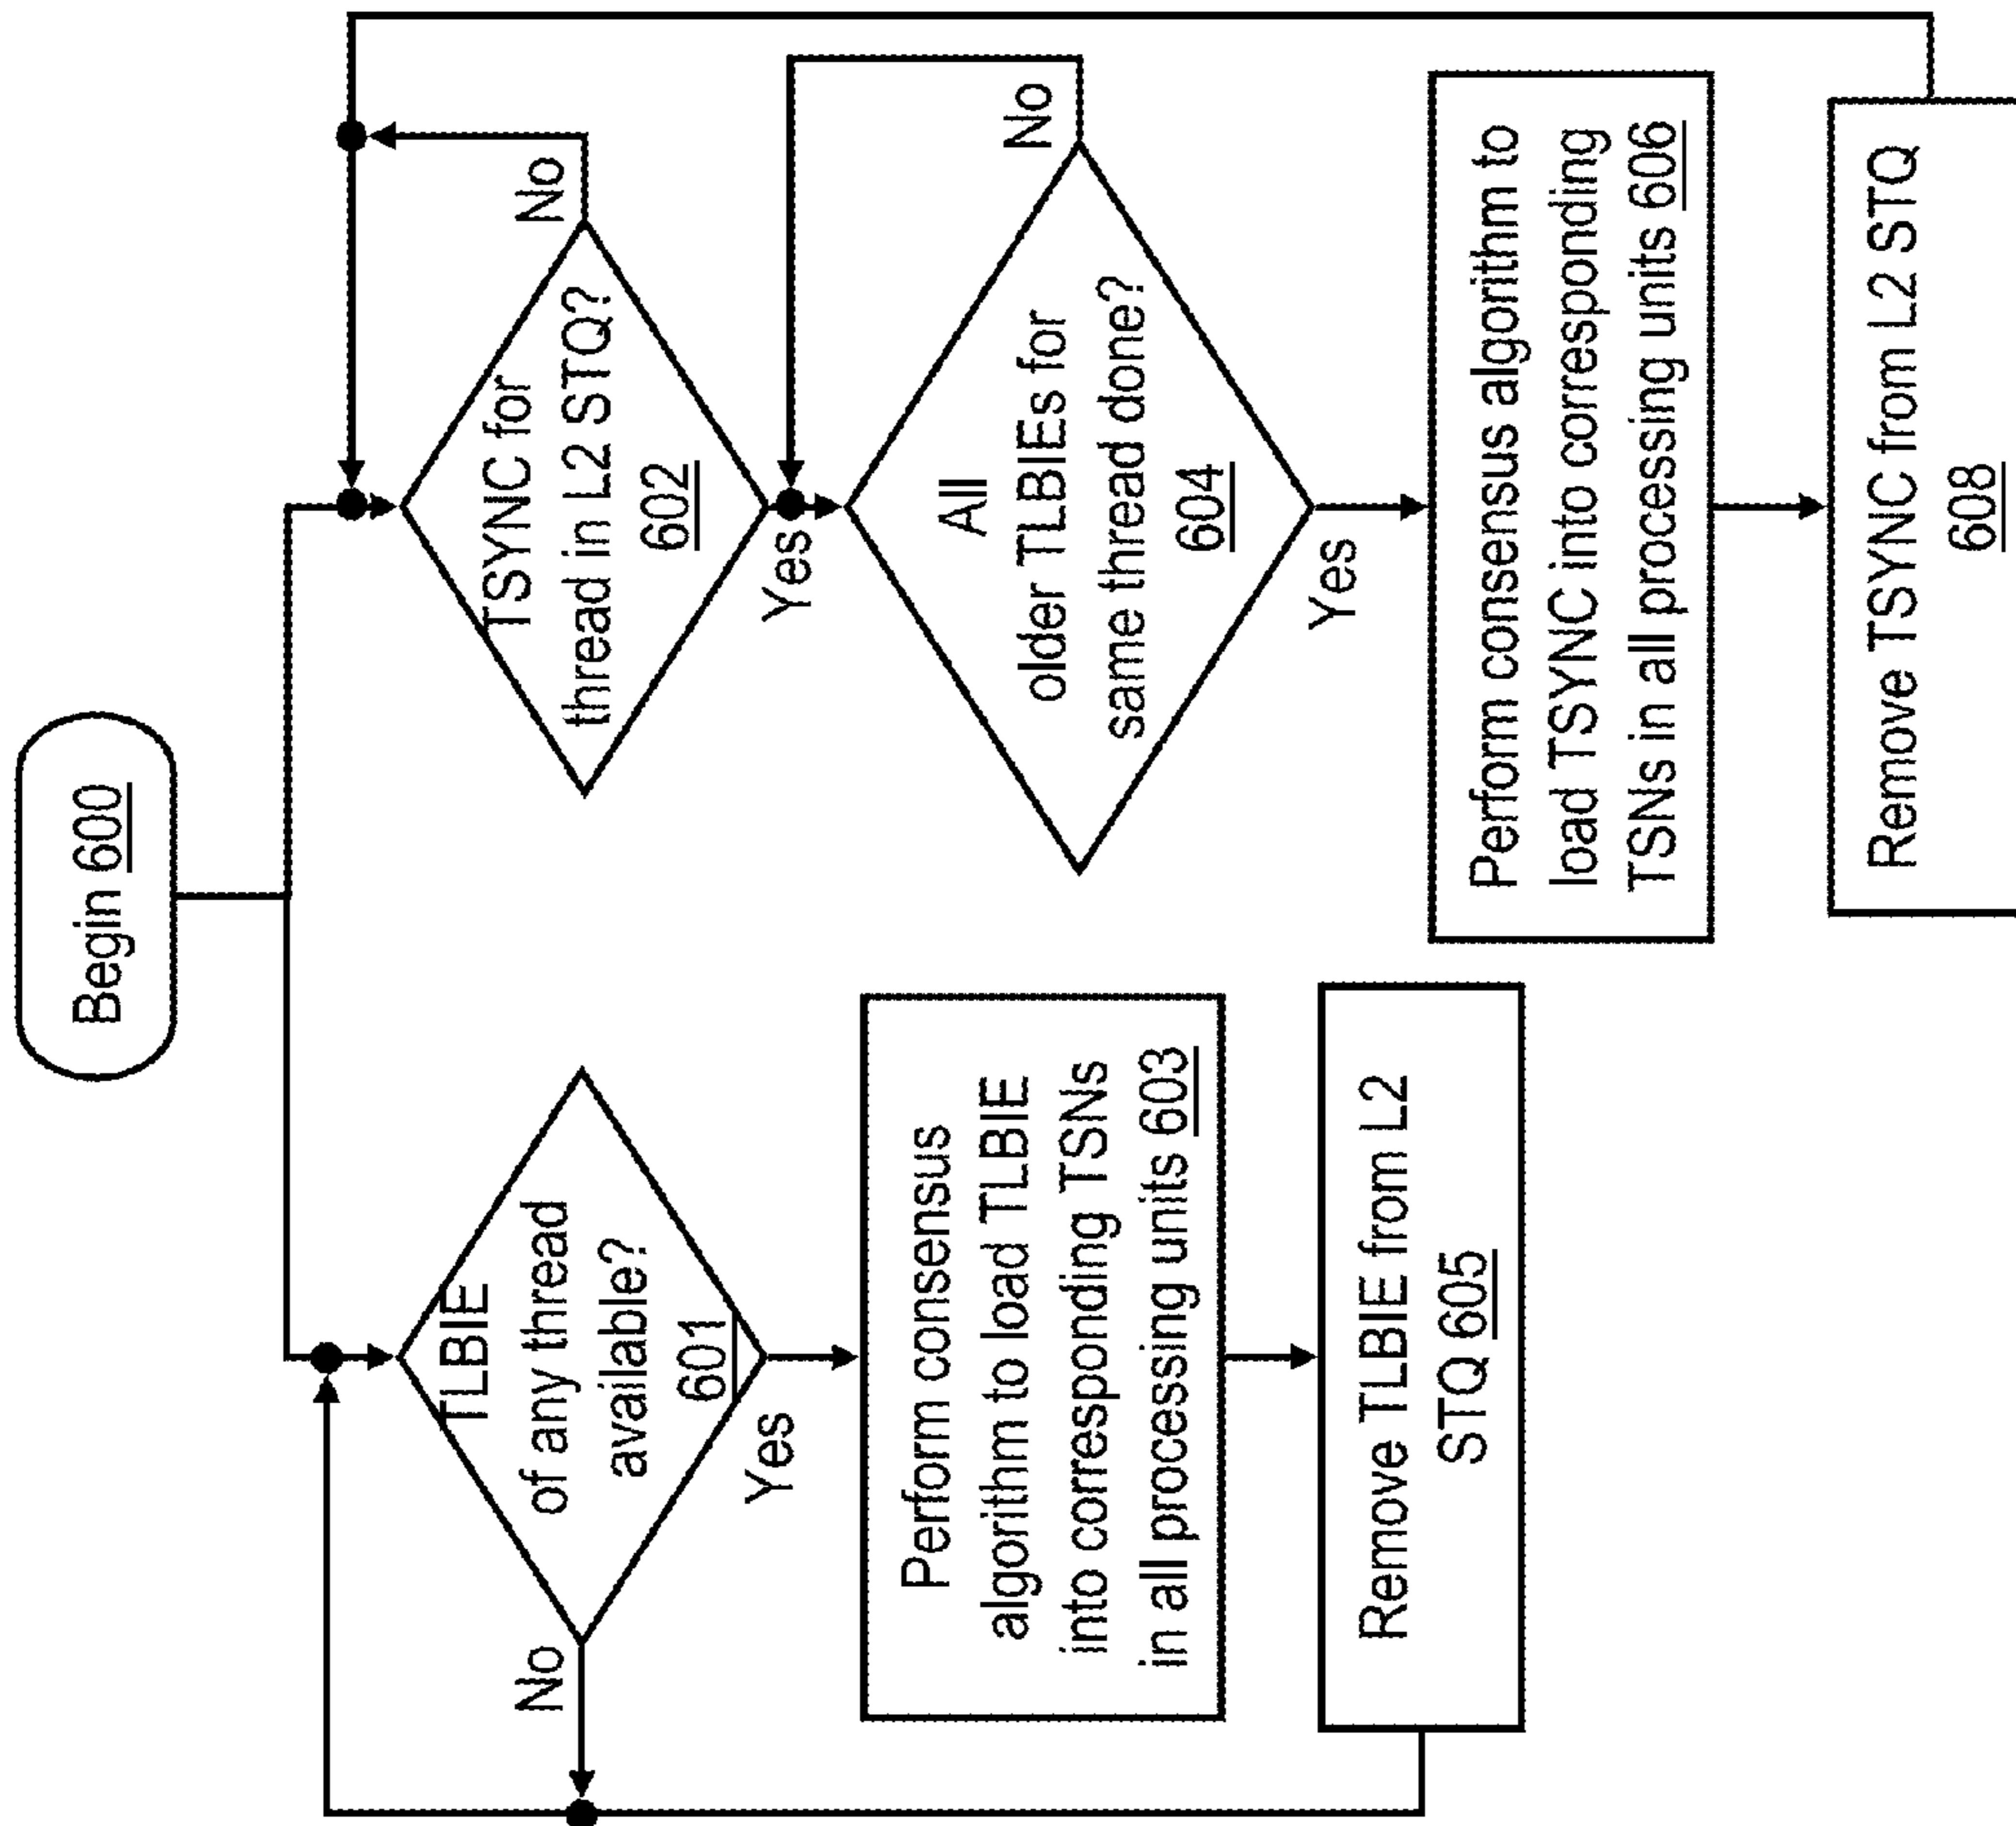 Begin 600
TLBIE
of any thread
available?
601
No
Yes
Perform consensus
algorithm to load TLBIE
into corresponding TSNs
in all processing units 603
Remove TLBIE from L2
STQ 605
TSYNC for
thread in L2 STQ?
602
No
Yes
All
older TLBIEs for
same thread done?
604
No
Yes
Perform consensus algorithm to
load TSYNC into corresponding
TSNs in all processing units 606
Remove TSYNC from L2 STQ
608